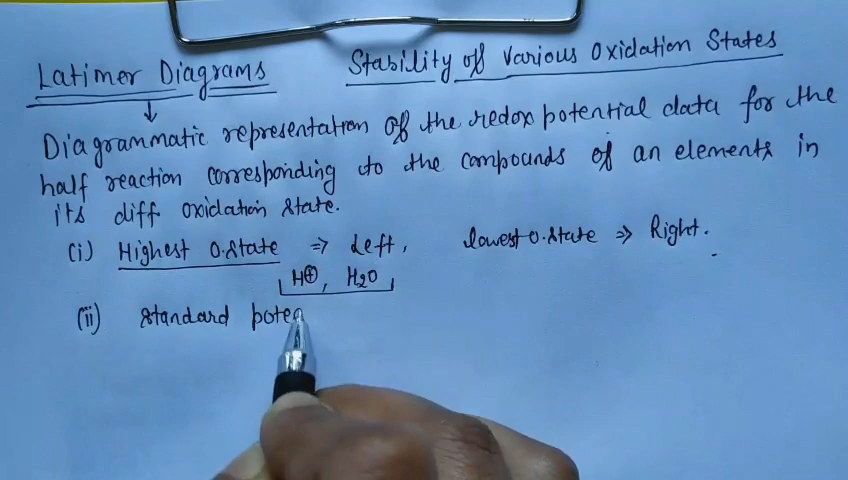 Latimer Diagrams Stability of Various Oxidation States
↓
Diagrammatic representation of the redox potential data for the
half reaction corresponding to the compounds of an elements in
its diff oxidation state.
(i) Highest O.State ⇒ Left, lowest O.State ⇒ Right.
H⊕, H2O
(ii) Standard poten